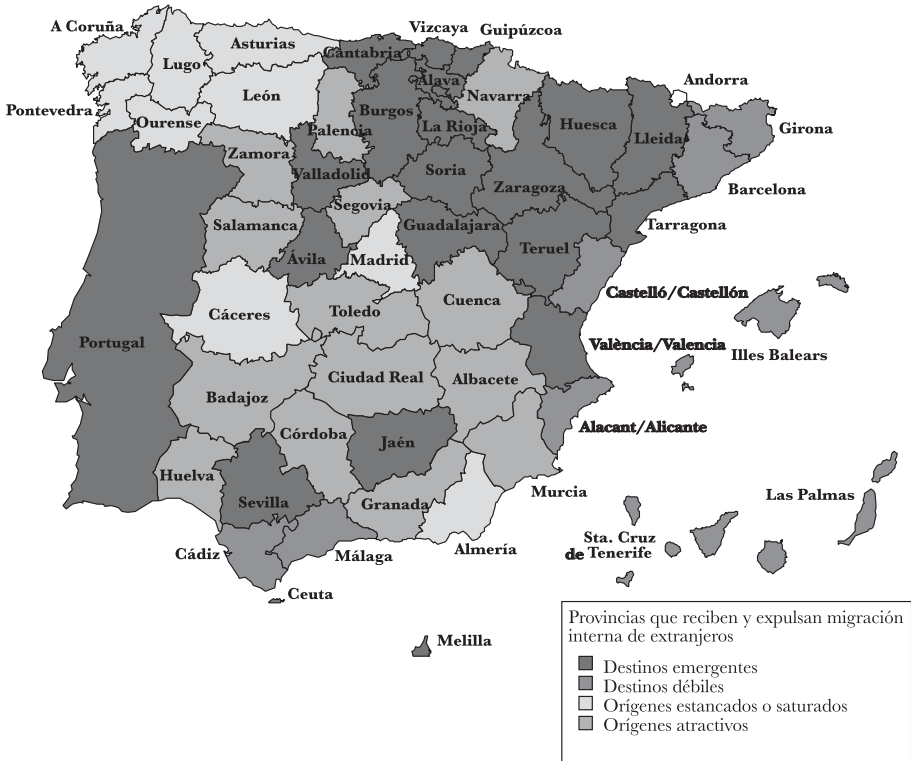 Vizcaya
A Coruña
Guipúzcoa
Asturias
Cantabria
Lugo
Álava
Andorra
León
Navarra
Pontevedra
Burgos
Ourense
La Rioja
Huesca
Girona
Palencia
Lleida
Zamora
Valladolid
Soria
Zaragoza
Barcelona
Segovia
Salamanca
Guadalajara
Tarragona
Teruel
Ávila
Madrid
Castelló/Castellón
Cuenca
Cáceres
Toledo
Portugal
València/Valencia
Illes Balears
Ciudad Real
Albacete
Badajoz
Alacant/Alicante
Córdoba
Jaén
Huelva
Murcia
Las Palmas
Sevilla
Granada
Sta. Cruz
de Tenerife
Almería
Cádiz
Málaga
Ceuta
Melilla
Provincias que reciben y expulsan migración
interna de extranjeros
Destinos emergentes
Destinos débiles
Orígenes estancados o saturados
Orígenes atractivos